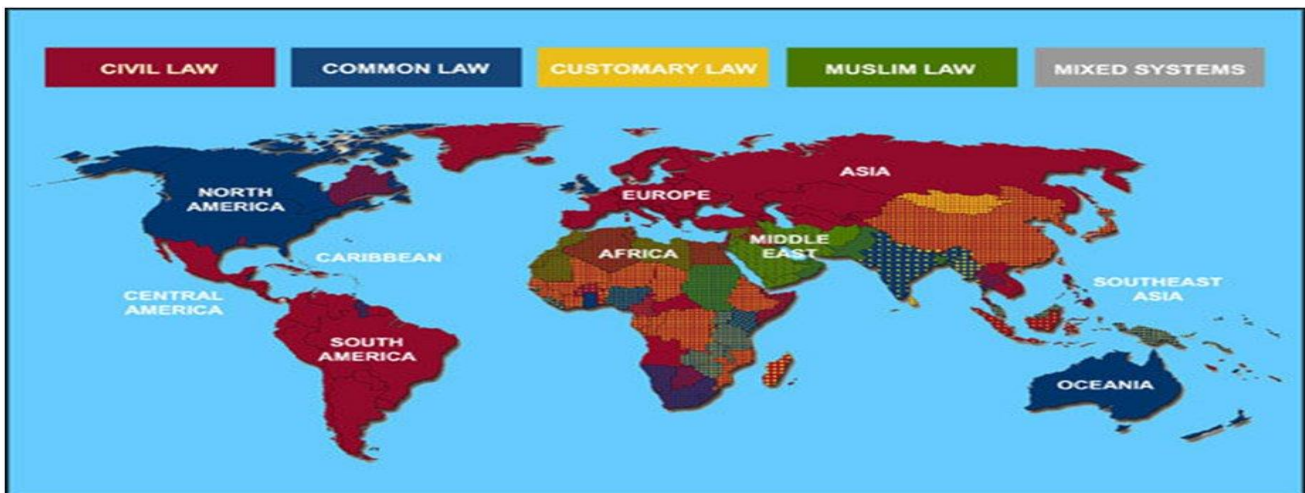 CIVIL LAW
COMMON LAW
CUSTOMARY LAW
MUSLIM LAW
MIXED SYSTEMS
NORTH
AMERICA
CARIBBEAN
CENTRAL
AMERICA
SOUTH
AMERICA
EUROPE
ASIA
AFRICA
MIDDLE
EAST
SOUTHEAST
ASIA
OCEANIA